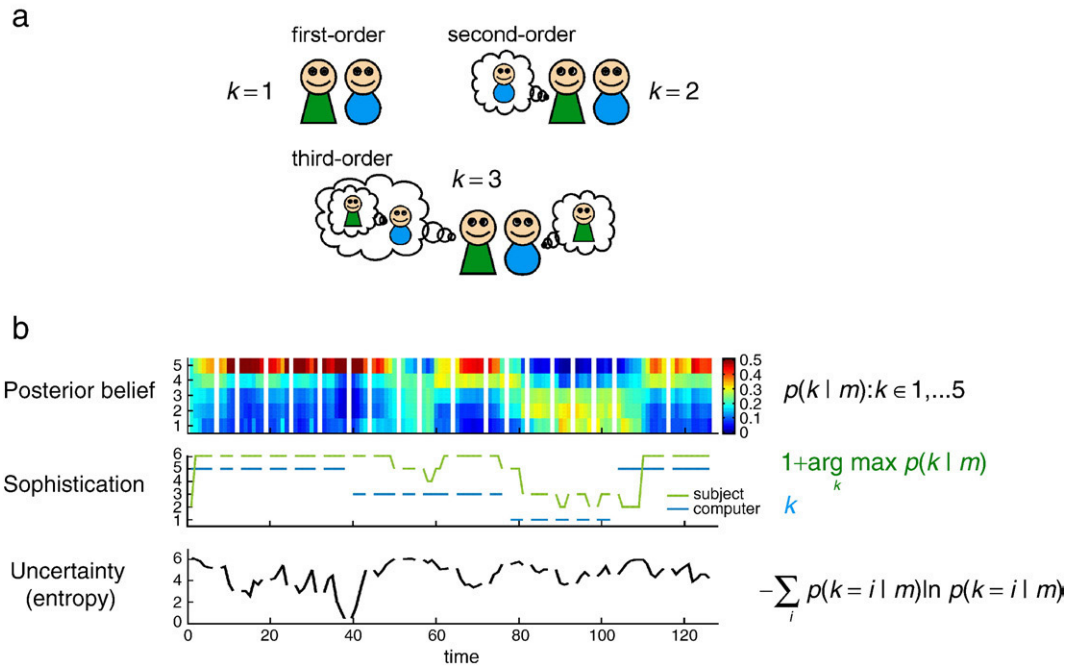 a
first-order
second-order
k=1
k=2
third-order
k=3
b
Posterior belief
5
4
3
2
1
0.5
0.4
0.3
0.2
0.1
0
p(k | m):k ∈ 1,...5
Sophistication
6
5
4
3
2
1
subject
computer
1+arg max p(k | m)
k
k
Uncertainty
(entropy)
6
4
2
0
0 20 40 60 80 100 120
time
−∑ p(k = i | m)ln p(k = i | m)
i